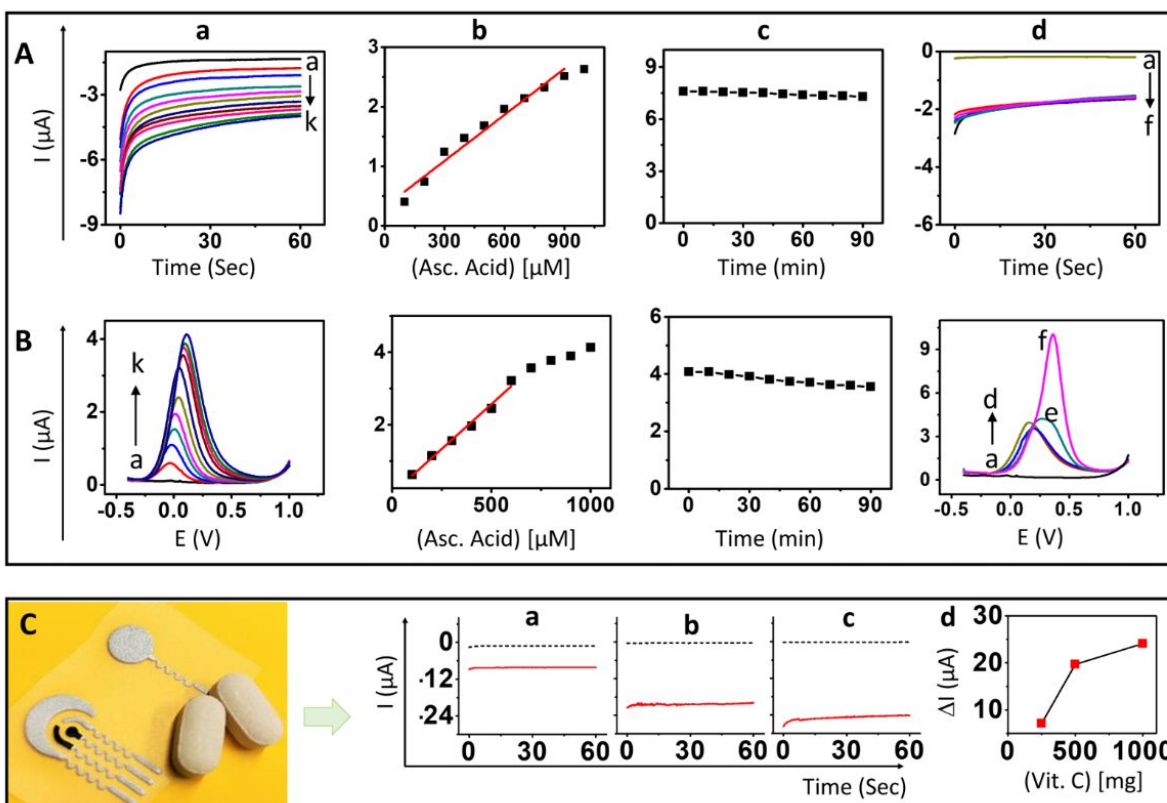 A
I (µA)
a
0
-3
-6
-9
a
k
0 30 60
Time (Sec)
b
3
2
1
0
300 600 900
(Asc. Acid) [µM]
c
9
6
3
0
0 30 60 90
Time (min)
d
0
-2
-4
-6
a
f
0 30 60
Time (Sec)
B
I (µA)
4
2
0
k
a
-0.5 0.0 0.5 1.0
E (V)
4
2
0
0 500 1000
(Asc. Acid) [µM]
6
4
2
0
0 30 60 90
Time (min)
9
6
3
0
f
d
e
a
-0.5 0.0 0.5 1.0
E (V)
C
I (µA)
0
-12
-24
a
0 30 60
b
0 30 60
c
0 30 60
Time (Sec)
d
ΔI (µA)
30
20
10
0 500 1000
(Vit. C) [mg]